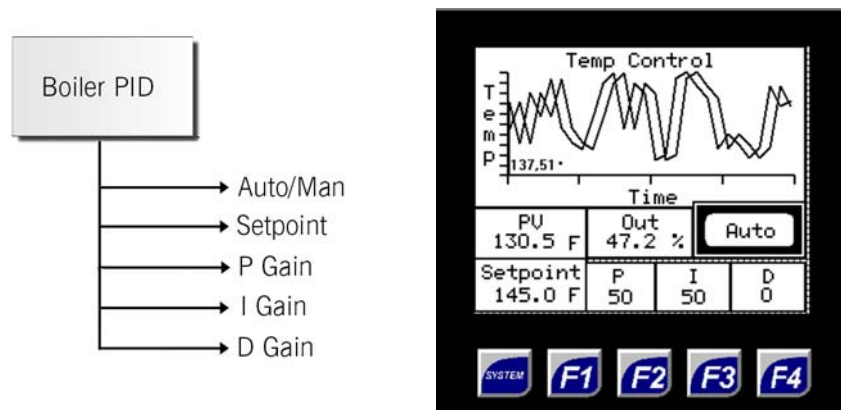 Boiler PID
Auto/Man
Setpoint
P Gain
I Gain
D Gain
Temp Control
Temp
137,51
Time
PV
130.5 F
Out
47.2 %
Auto
Setpoint
145.0 F
P
50
I
50
D
0
SYSTEM
F1
F2
F3
F4